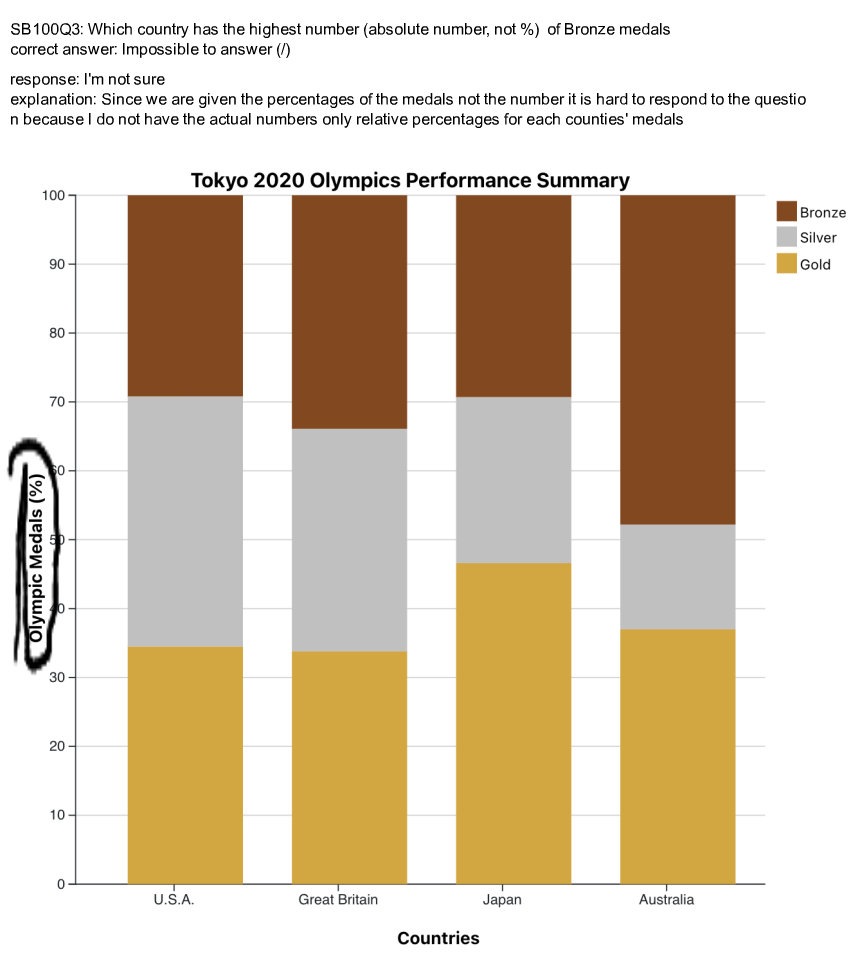 SB100Q3: Which country has the highest number (absolute number, not %)  of Bronze medals
correct answer: Impossible to answer (/)
response: I'm not sure
explanation: Since we are given the percentages of the medals not the number it is hard to respond to the questio
n because I do not have the actual numbers only relative percentages for each counties' medals
Tokyo 2020 Olympics Performance Summary
100
90
80
70
60
50
40
30
20
10
0
Olympic Medals (%)
Bronze
Silver
Gold
U.S.A.
Great Britain
Japan
Australia
Countries